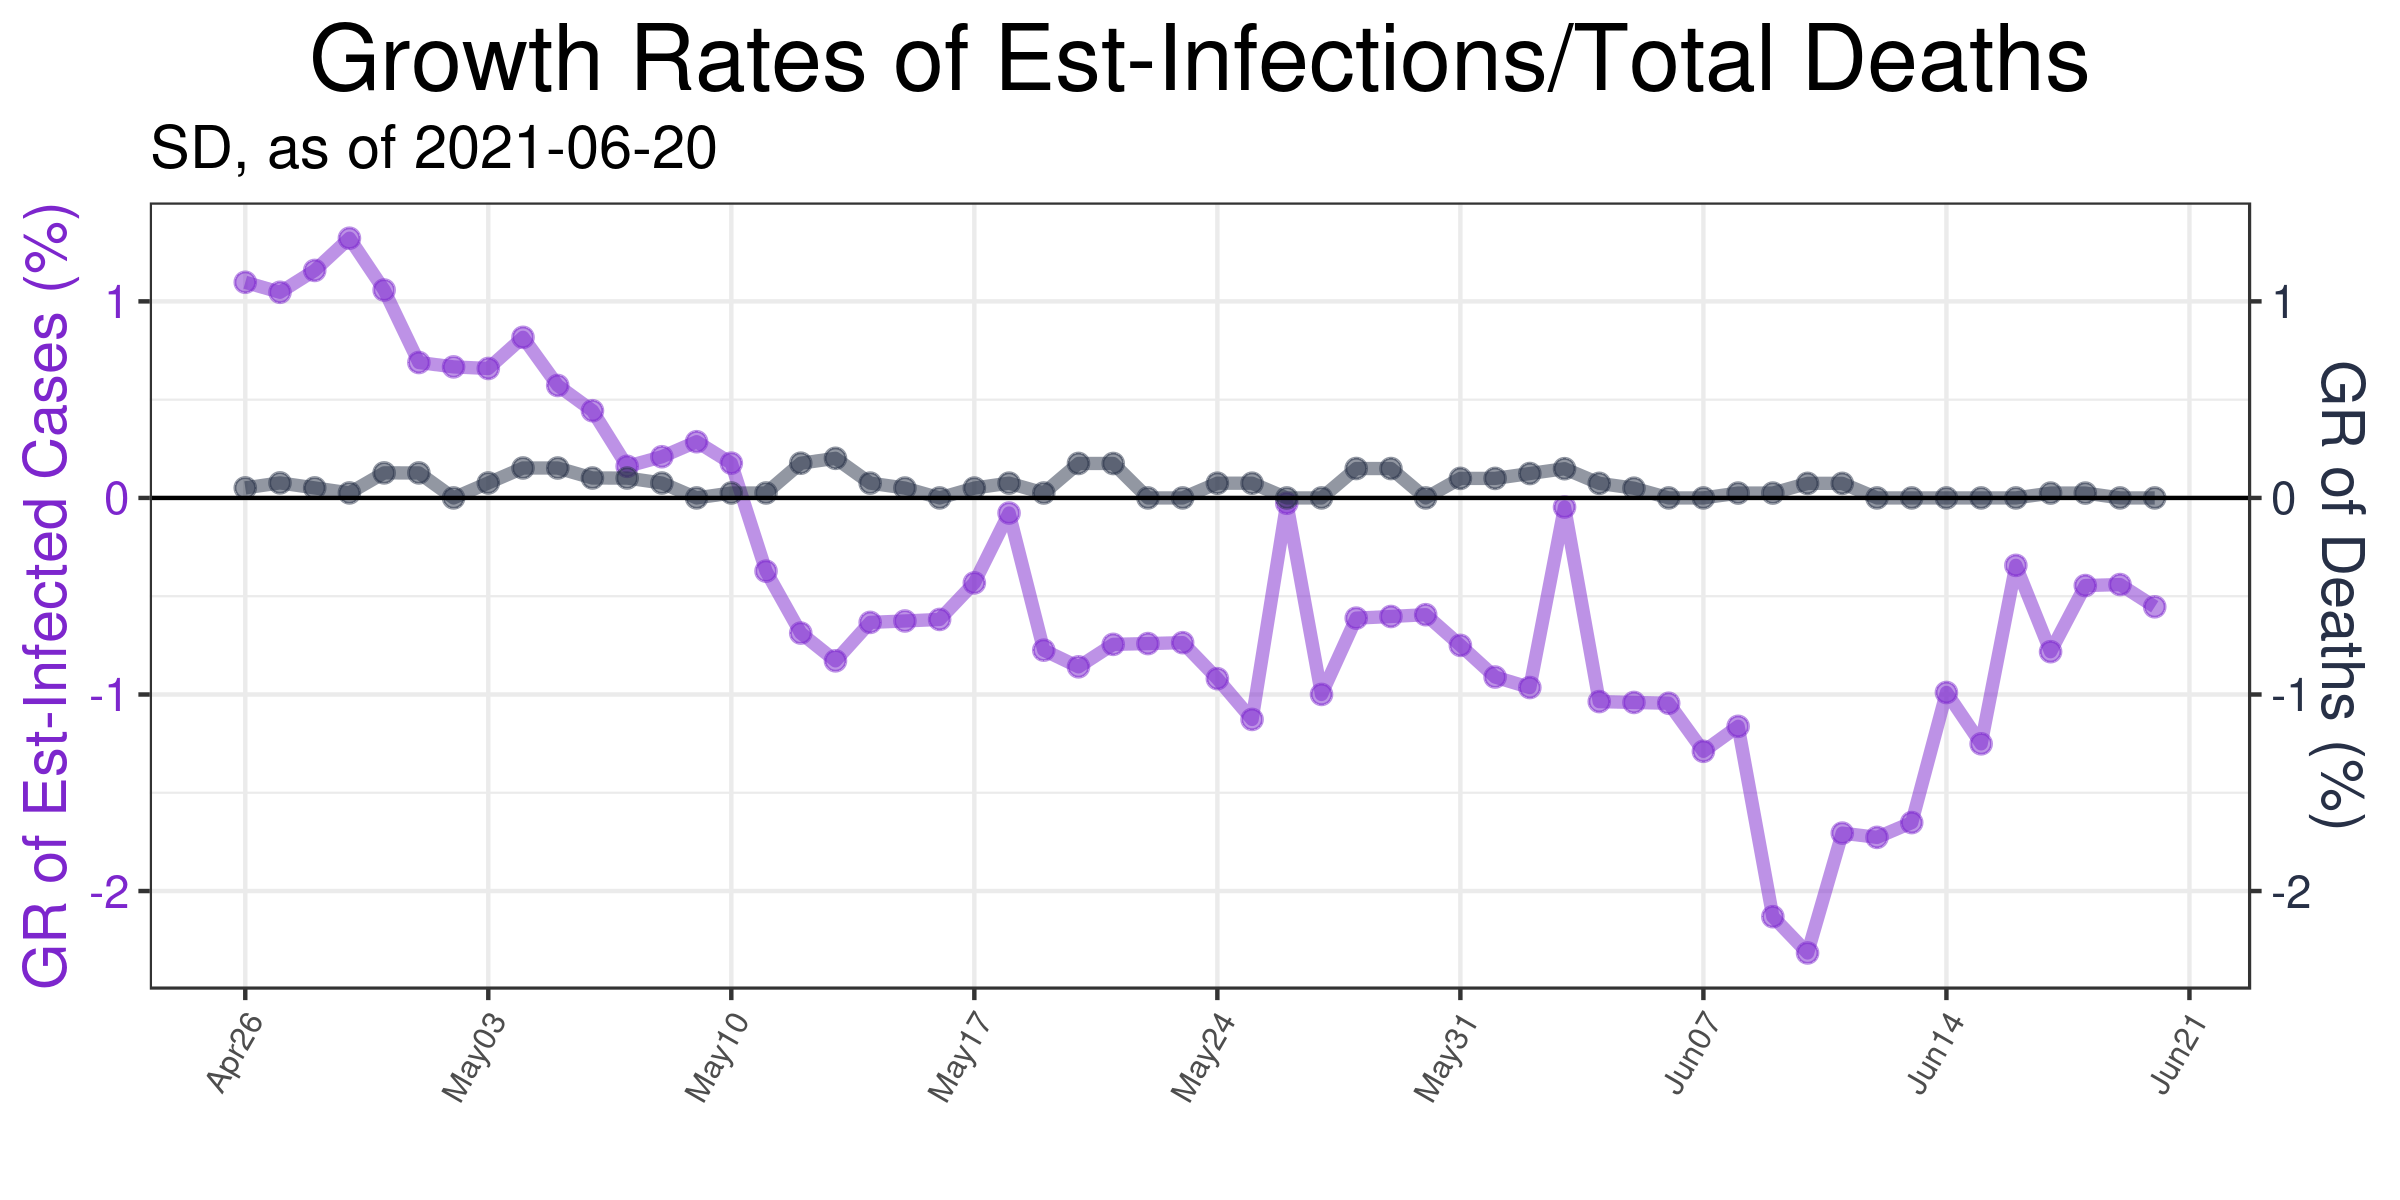 Growth Rates of Est-Infections/Total Deaths
SD, as of 2021-06-20
GR of Est-Infected Cases (%)
1
0
-1
-2
1
0
-1
-2
GR of Deaths (%)
Apr26
May03
May10
May17
May24
May31
Jun07
Jun14
Jun21